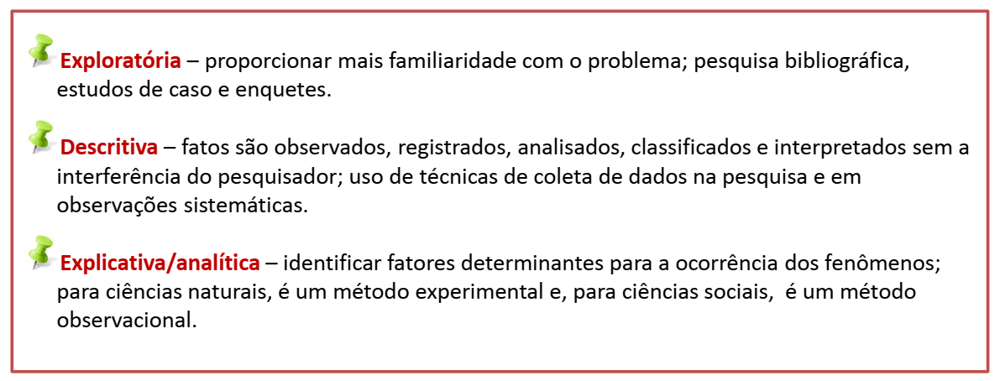 Exploratória – proporcionar mais familiaridade com o problema; pesquisa bibliográfica,
estudos de caso e enquetes.
Descritiva – fatos são observados, registrados, analisados, classificados e interpretados sem a
interferência do pesquisador; uso de técnicas de coleta de dados na pesquisa e em
observações sistemáticas.
Explicativa/analítica – identificar fatores determinantes para a ocorrência dos fenômenos;
para ciências naturais, é um método experimental e, para ciências sociais,  é um método
observacional.